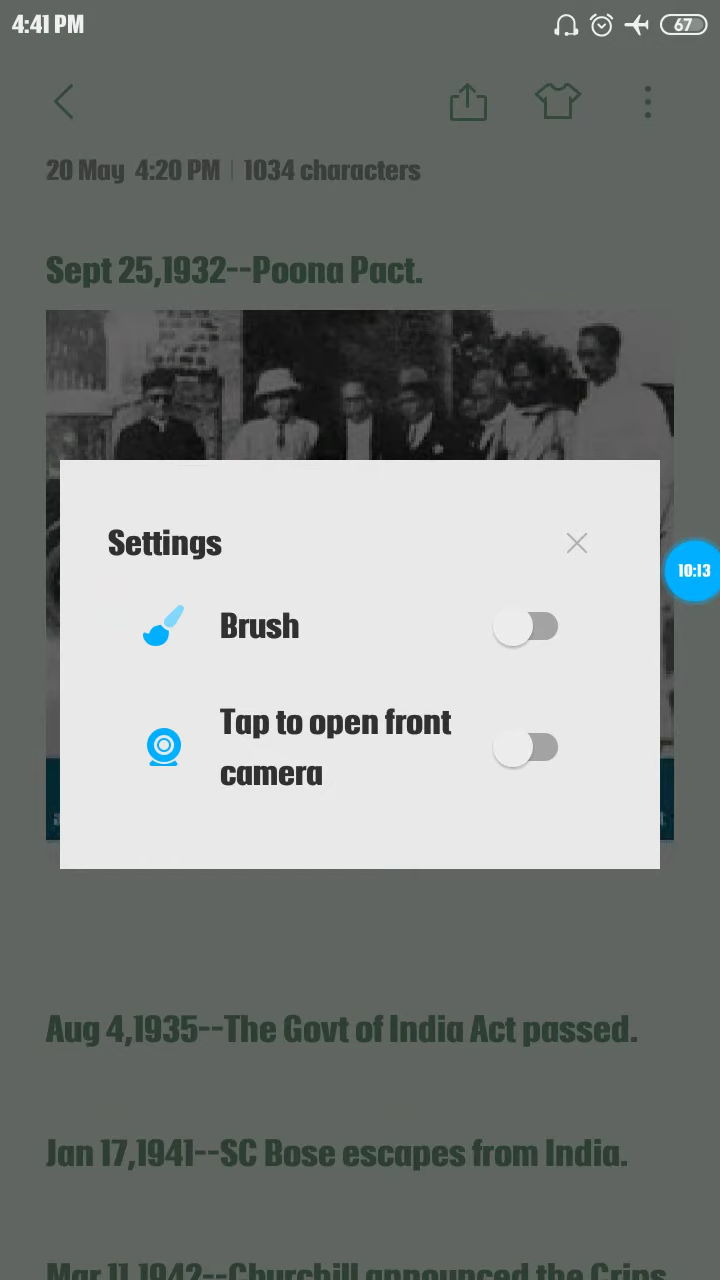 4:41 PM
67
20 May 4:20 PM | 1034 characters
Sept 25,1932--Poona Pact.
Settings
10:13
Brush
Tap to open front
camera
Aug 4,1935--The Govt of India Act passed.
Jan 17,1941--SC Bose escapes from India.
Mar 11,1942--Churchill announced the Crips